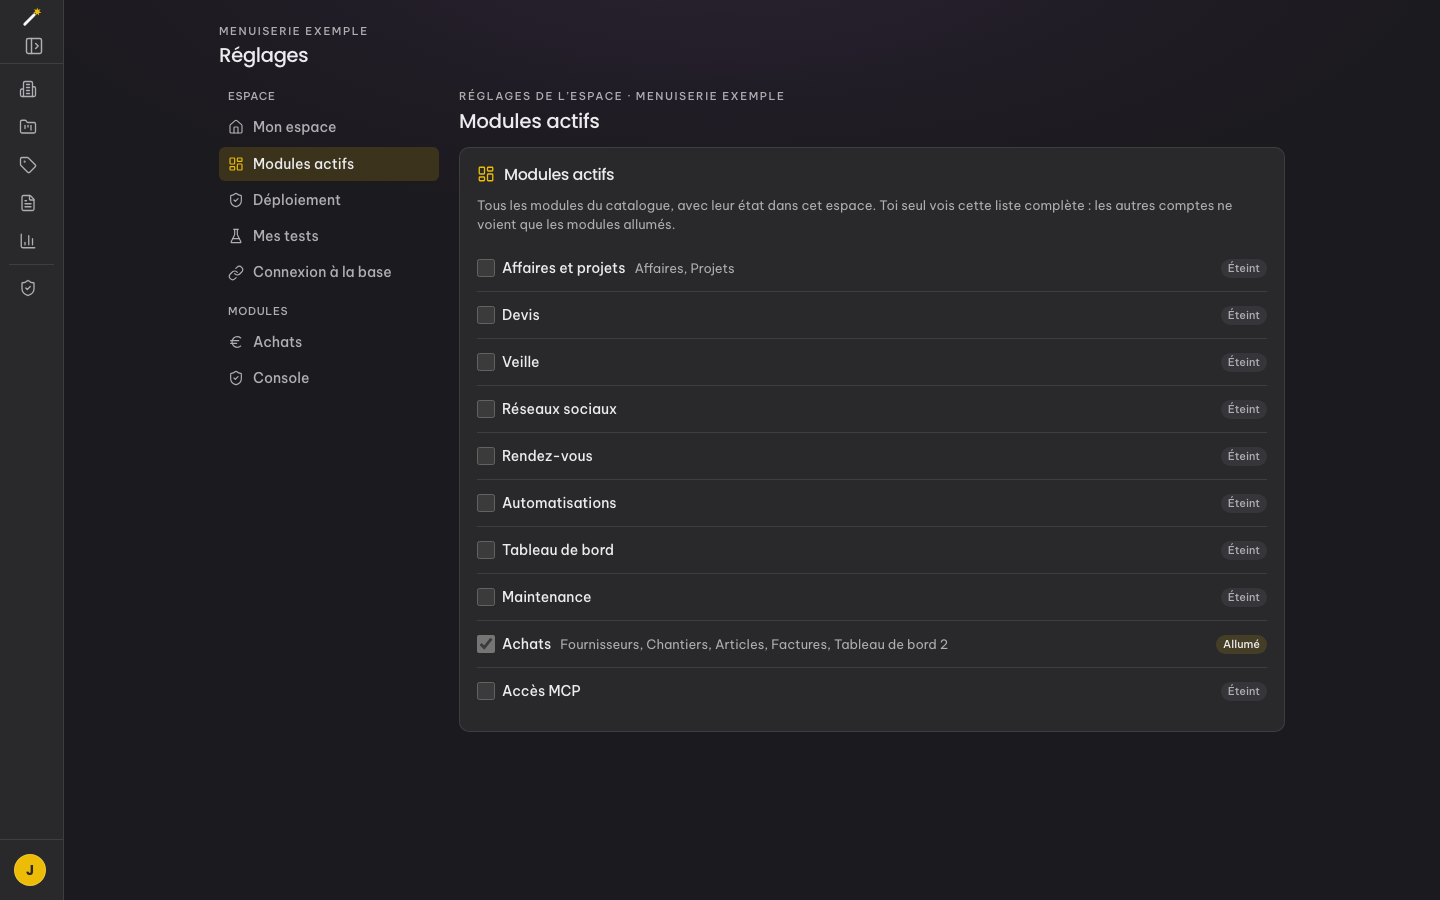 MENUISERIE EXEMPLE
Réglages
ESPACE
Mon espace
Modules actifs
Déploiement
Mes tests
Connexion à la base
MODULES
Achats
Console
RÉGLAGES DE L'ESPACE · MENUISERIE EXEMPLE
Modules actifs
Modules actifs
Tous les modules du catalogue, avec leur état dans cet espace. Toi seul vois cette liste complète : les autres comptes ne
voient que les modules allumés.
Affaires et projets Affaires, Projets Éteint
Devis Éteint
Veille Éteint
Réseaux sociaux Éteint
Rendez-vous Éteint
Automatisations Éteint
Tableau de bord Éteint
Maintenance Éteint
Achats Fournisseurs, Chantiers, Articles, Factures, Tableau de bord 2 Allumé
Accès MCP Éteint
J